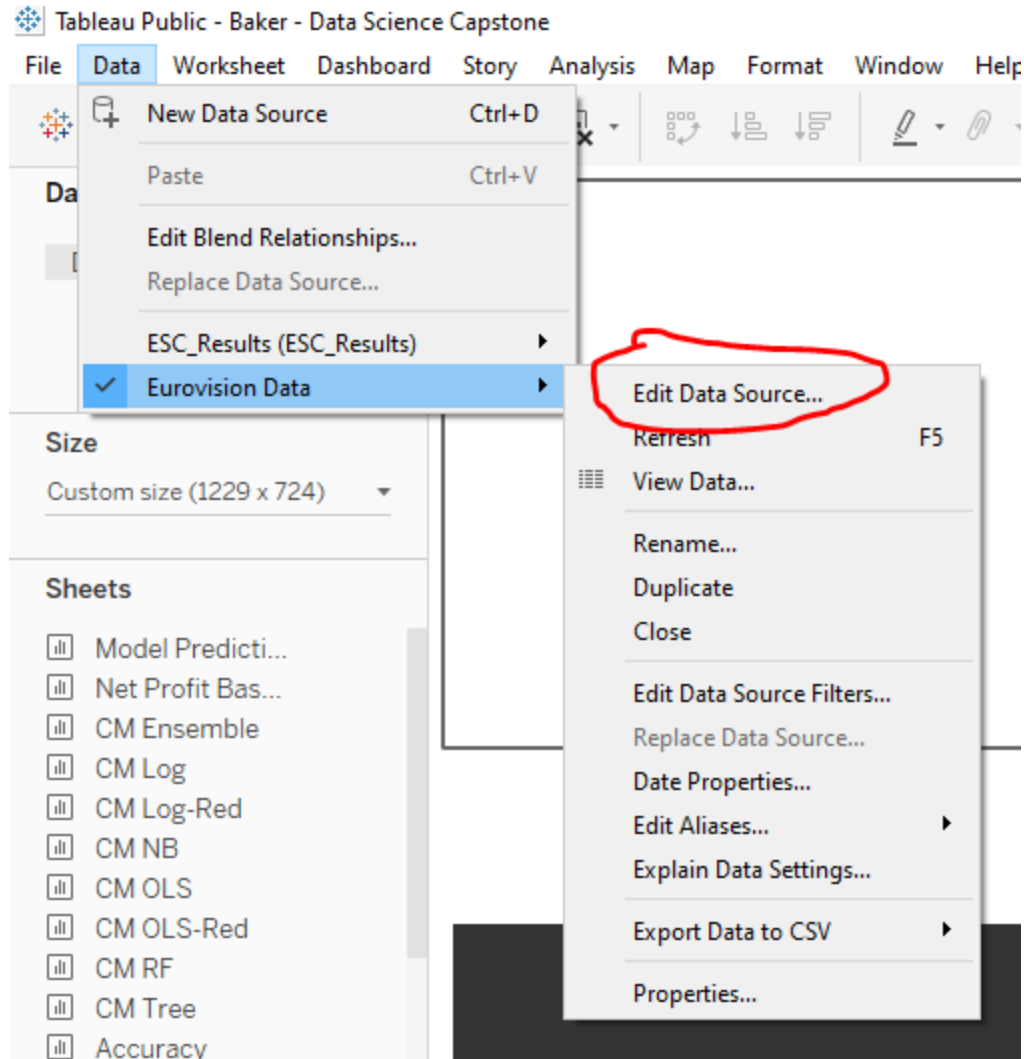 Tableau Public - Baker - Data Science Capstone
File Data Worksheet Dashboard Story Analysis Map Format Window Help
New Data Source Ctrl+D
Da
Paste Ctrl+V
Edit Blend Relationships...
Replace Data Source...
ESC_Results (ESC_Results)
Eurovision Data
Edit Data Source...
Refresh F5
View Data...
Rename...
Duplicate
Close
Edit Data Source Filters...
Replace Data Source...
Date Properties...
Edit Aliases...
Explain Data Settings...
Export Data to CSV
Properties...
Size
Custom size (1229 x 724)
Sheets
Model Predicti...
Net Profit Bas...
CM Ensemble
CM Log
CM Log-Red
CM NB
CM OLS
CM OLS-Red
CM RF
CM Tree
Accuracy